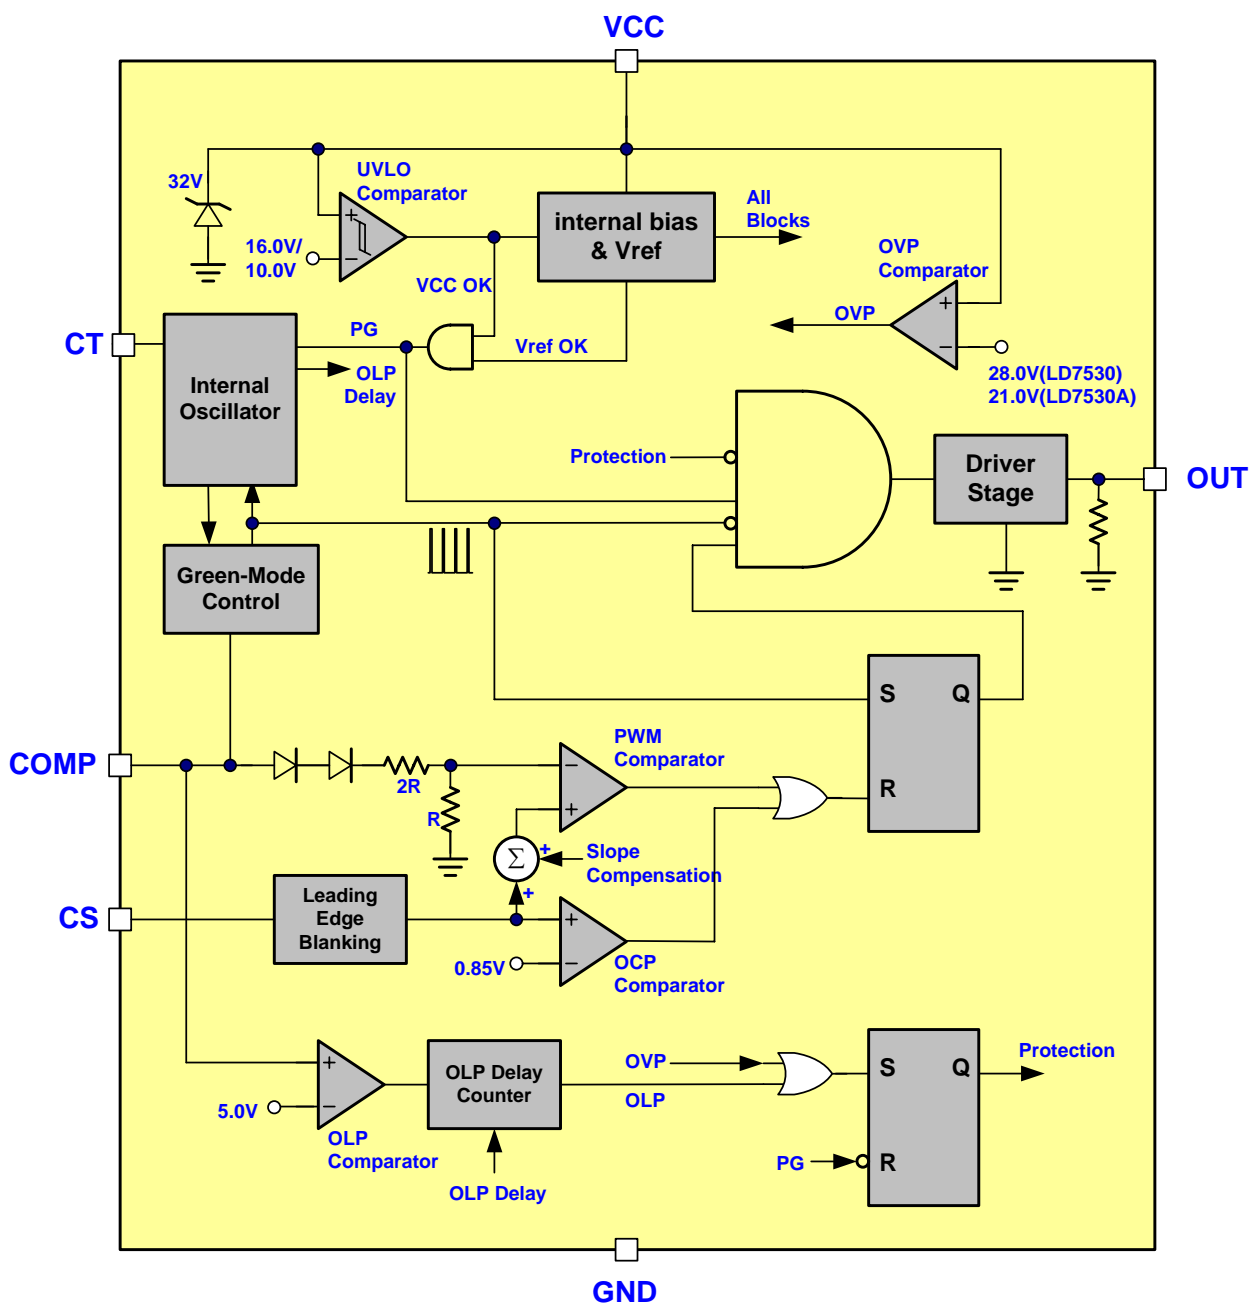 VCC
UVLO
Comparator
32V
16.0V/
10.0V
internal bias
& Vref
All
Blocks
OVP
Comparator
VCC OK
OVP
28.0V(LD7530)
21.0V(LD7530A)
CT
PG
Vref OK
OLP
Delay
Internal
Oscillator
Protection
Driver
Stage
OUT
Green-Mode
Control
S
Q
R
COMP
2R
R
PWM
Comparator
Σ
+
+
Slope
Compensation
CS
Leading
Edge
Blanking
0.85V
OCP
Comparator
5.0V
OLP
Comparator
OLP Delay
Counter
OLP Delay
OVP
OLP
S
Q
R
PG
Protection
GND